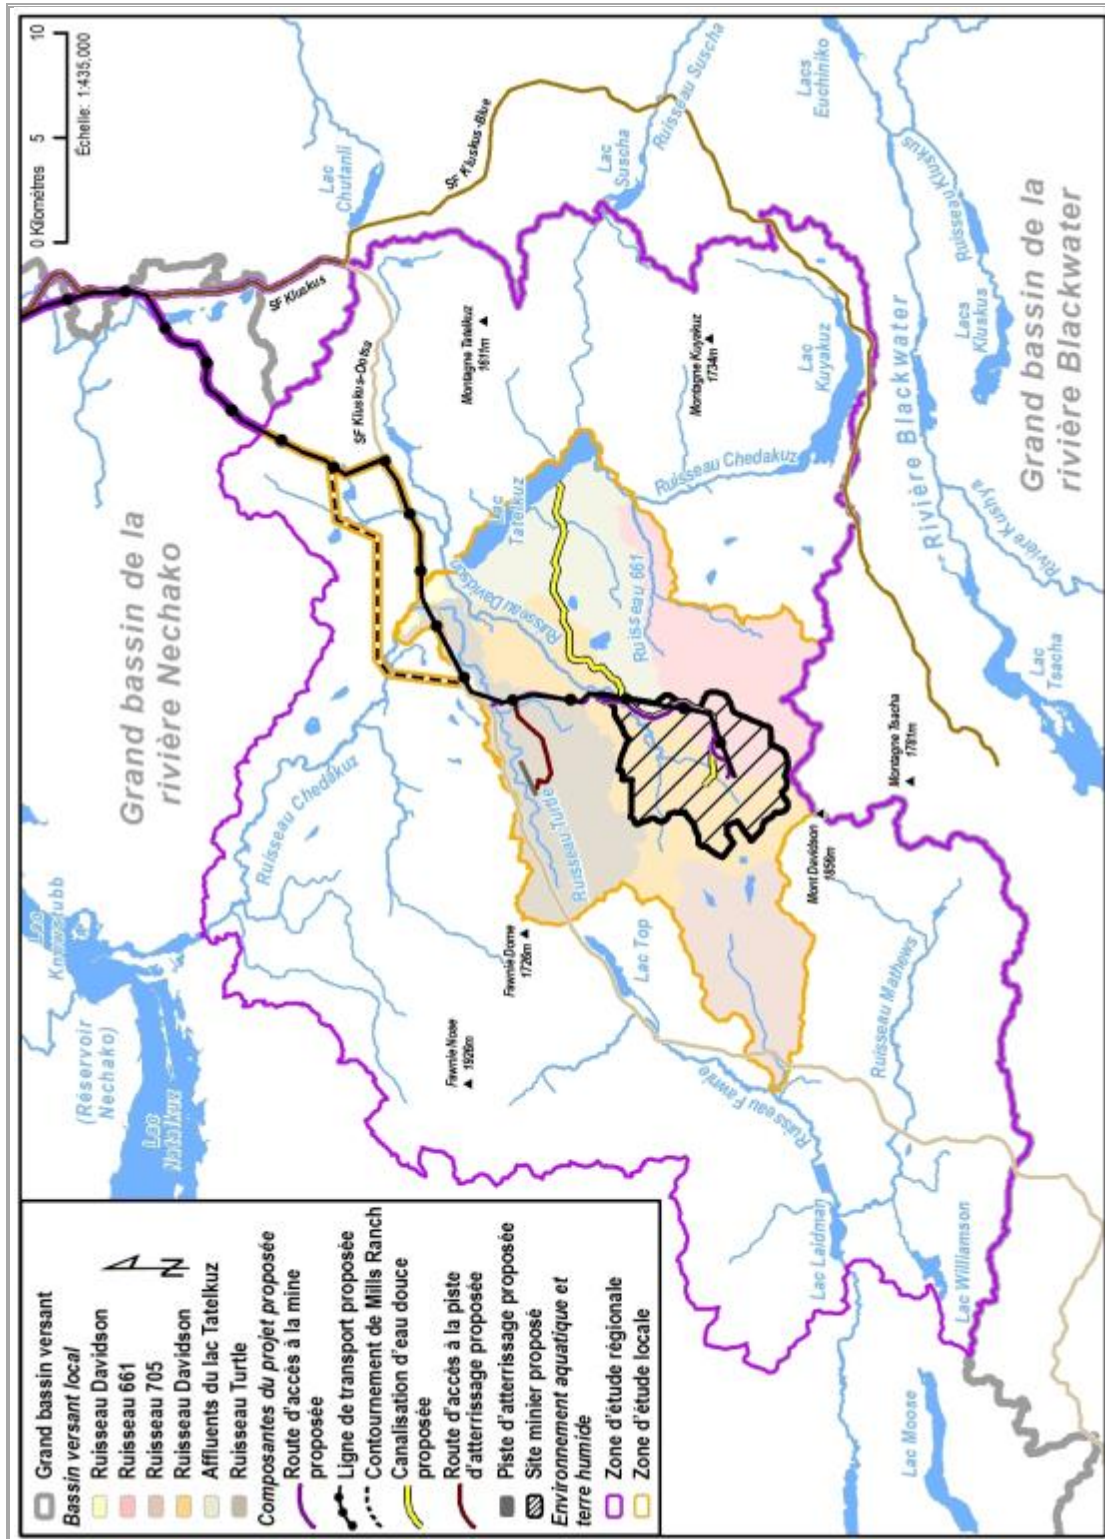 Grand bassin versant
Bassin versant local
Ruisseau Davidson
Ruisseau 661
Ruisseau 705
Ruisseau Davidson
Affluents du lac Tatelkuz
Ruisseau Turtle
Composantes du projet proposée
Route d'accès à la mine
proposée
Ligne de transport proposée
Contournement de Mills Ranch
Canalisation d'eau douce
proposée
Route d'accès à la piste
d'atterrissage proposée
Piste d'atterrissage proposée
Site minier proposé
Environnement aquatique et
terre humide
Zone d'étude régionale
Zone d'étude locale
N
0 Kilomètres 5 10
Échelle: 1:435,000
(Réservoir
Nechako)
Lac
Natalkuz
Lac
Knewstubb
Grand bassin de la
rivière Nechako
Ruisseau Chedakuz
Fawnie Nose
1926m
Fawnie Dome
1726m
Ruisseau Turtle
Lac Top
Ruisseau Fawnie
Lac Laidman
Lac Williamson
Lac Moose
Ruisseau Mathews
Mont Davidson
1856m
Montagne Tsacha
1781m
Ruisseau Davidson
Ruisseau 661
Lac
Tatelkuz
Ruisseau Chedakuz
SF Kluskus
SF Kluskus-Ootsa
SF Kluskus-Blue
Lac
Chutanli
Montagne Tatelkuz
1611m
Montagne Kuyakuz
1734m
Lac
Suscha
Ruisseau Suscha
Lac
Kuyakuz
Lacs
Euchiniko
Ruisseau Kluskus
Lacs
Kluskus
Rivière Blackwater
Rivière Kushya
Lac
Tsacha
Grand bassin de la
rivière Blackwater